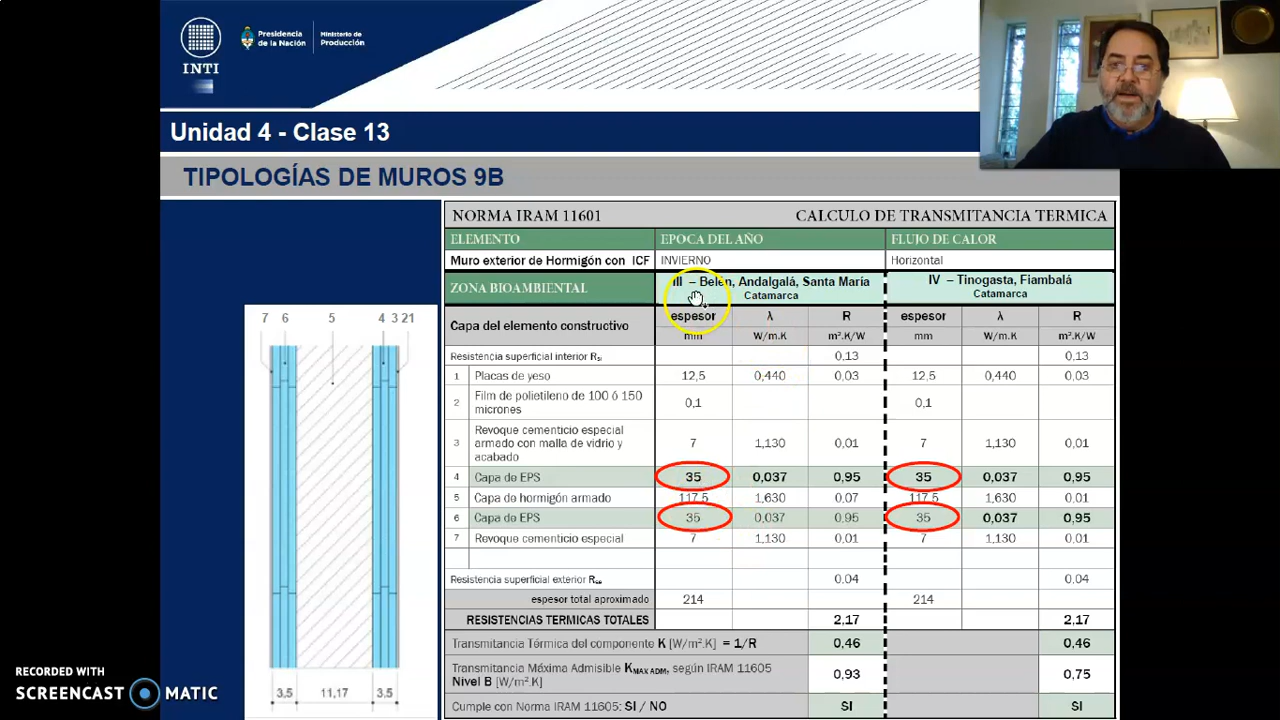 INTI
Presidencia
de la Nación
Ministerio de
Producción
Unidad 4 - Clase 13
TIPOLOGÍAS DE MUROS 9B
NORMA IRAM 11601 CALCULO DE TRANSMITANCIA TERMICA
ELEMENTO EPOCA DEL AÑO FLUJO DE CALOR
Muro exterior de Hormigón con ICF INVIERNO Horizontal
ZONA BIOAMBIENTAL III – Belén, Andalgalá, Santa María IV – Tinogasta, Fiambalá
Catamarca Catamarca
Capa del elemento constructivo espesor λ R espesor λ R
mm W/m.K m².K/W mm W/m.K m².K/W
Resistencia superficial interior RSI 0,13 0,13
1 Placas de yeso 12,5 0,440 0,03 12,5 0,440 0,03
2 Film de polietileno de 100 ó 150
micrones 0,1 0,1
3 Revoque cementicio especial
armado con malla de vidrio y
acabado 7 1,130 0,01 7 1,130 0,01
4 Capa de EPS 35 0,037 0,95 35 0,037 0,95
5 Capa de hormigón armado 117,5 1,630 0,07 117,5 1,630 0,01
6 Capa de EPS 35 0,037 0,95 35 0,037 0,95
7 Revoque cementicio especial 7 1,130 0,01 7 1,130 0,01
Resistencia superficial exterior RSE 0,04 0,04
espesor total aproximado 214 214
RESISTENCIAS TERMICAS TOTALES 2,17 2,17
Transmitancia Térmica del componente K [W/m².K] = 1/R 0,46 0,46
Transmitancia Máxima Admisible KMAX ADM, según IRAM 11605
Nivel B [W/m².K] 0,93 0,75
Cumple con Norma IRAM 11605: SI / NO SI SI
7 6 5 4 3 21
3,5 11,17 3,5
RECORDED WITH
SCREENCAST MATIC